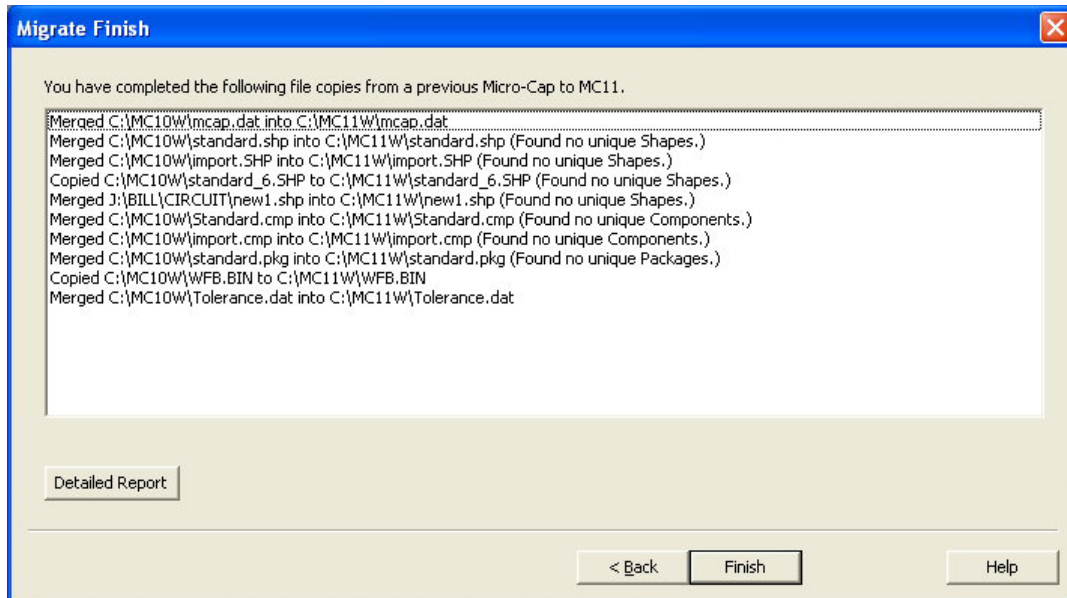 Migrate Finish
You have completed the following file copies from a previous Micro-Cap to MC11.
Merged C:\MC10W\mcap.dat into C:\MC11W\mcap.dat
Merged C:\MC10W\standard.shp into C:\MC11W\standard.shp (Found no unique Shapes.)
Merged C:\MC10W\import.SHP into C:\MC11W\import.SHP (Found no unique Shapes.)
Copied C:\MC10W\standard_6.SHP to C:\MC11W\standard_6.SHP (Found no unique Shapes.)
Merged J:\BILL\CIRCUIT\new1.shp into C:\MC11W\new1.shp (Found no unique Shapes.)
Merged C:\MC10W\Standard.cmp into C:\MC11W\Standard.cmp (Found no unique Components.)
Merged C:\MC10W\import.cmp into C:\MC11W\import.cmp (Found no unique Components.)
Merged C:\MC10W\standard.pkg into C:\MC11W\standard.pkg (Found no unique Packages.)
Copied C:\MC10W\WFB.BIN to C:\MC11W\WFB.BIN
Merged C:\MC10W\Tolerance.dat into C:\MC11W\Tolerance.dat
Detailed Report
< Back Finish Help